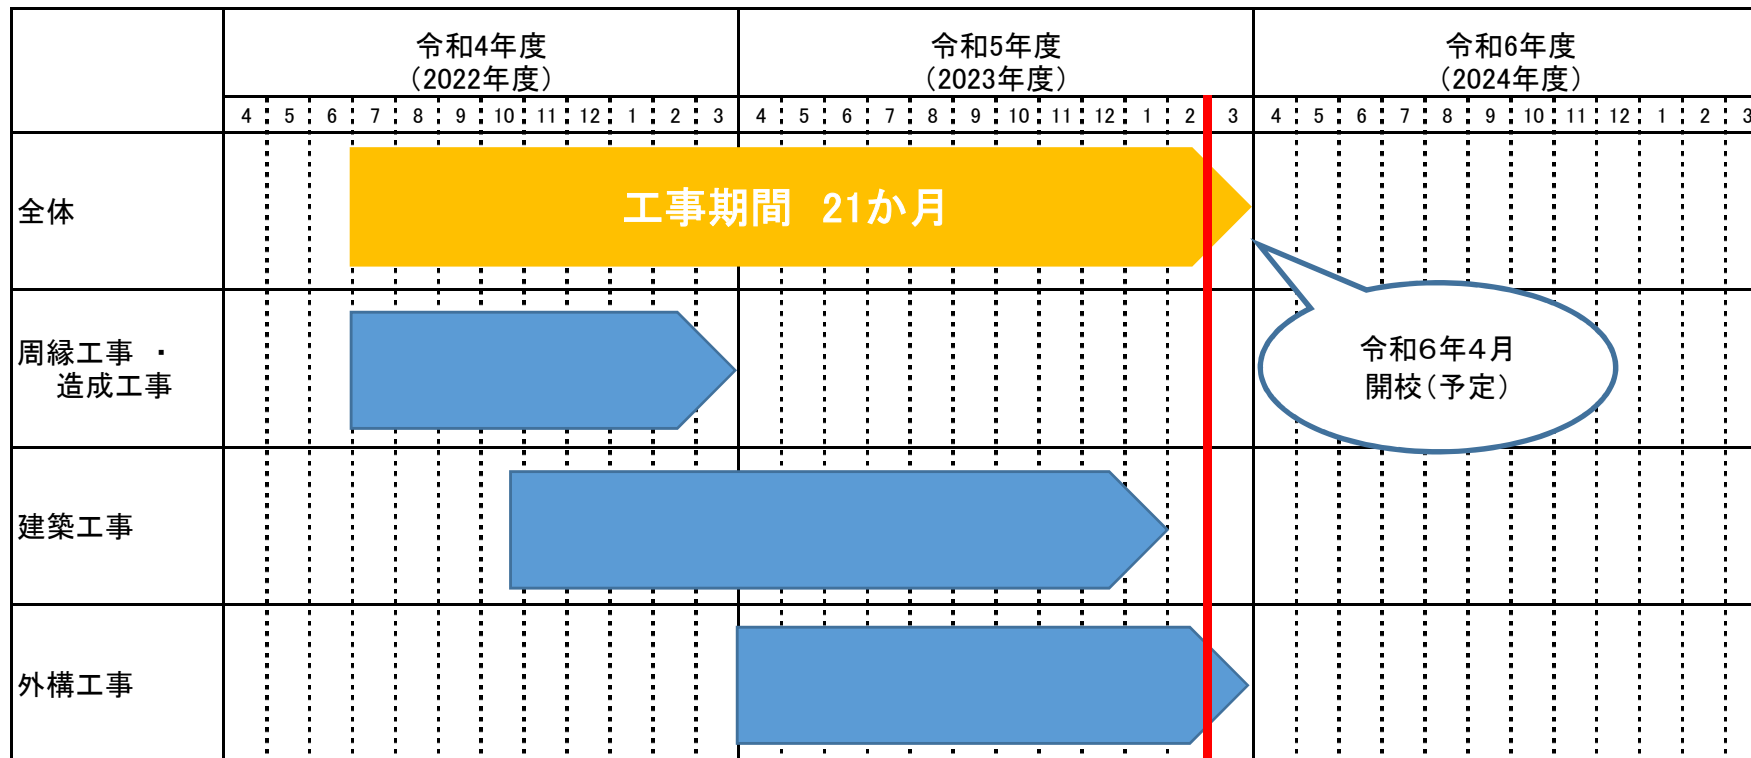 令和4年度
（2022年度）
令和5年度
（2023年度）
令和6年度
（2024年度）
4 5 6 7 8 9 10 11 12 1 2 3 4 5 6 7 8 9 10 11 12 1 2 3 4 5 6 7 8 9 10 11 12 1 2 3
全体
工事期間　21か月
周縁工事 ・
造成工事
令和６年４月
開校（予定）
建築工事
外構工事